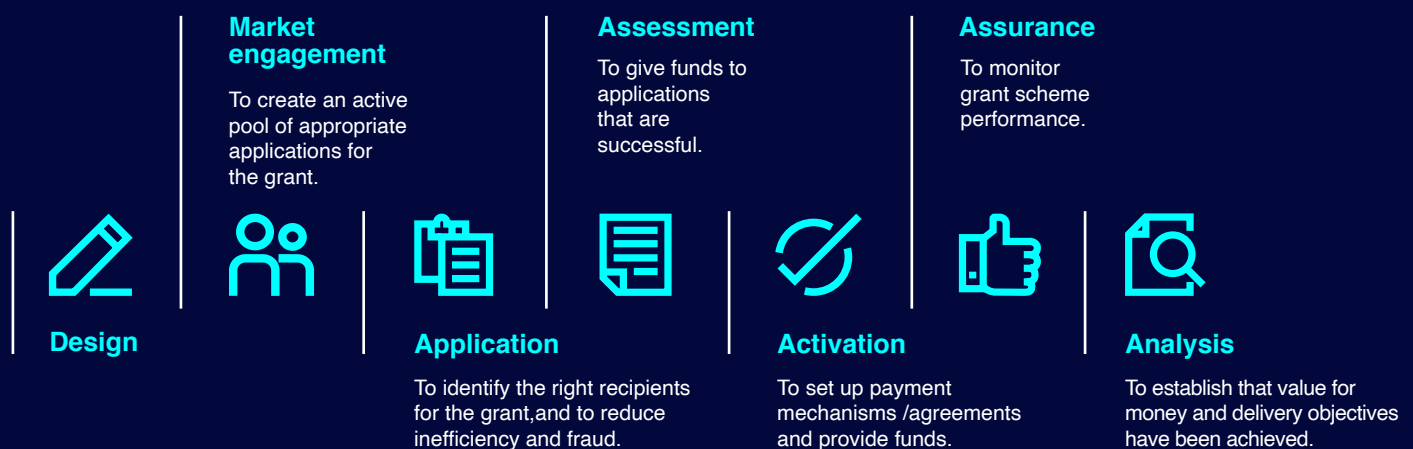 Design
Market
engagement
To create an active
pool of appropriate
applications for
the grant.
Application
To identify the right recipients
for the grant,and to reduce
inefficiency and fraud.
Assessment
To give funds to
applications
that are
successful.
Activation
To set up payment
mechanisms /agreements
and provide funds.
Assurance
To monitor
grant scheme
performance.
Analysis
To establish that value for
money and delivery objectives
have been achieved.